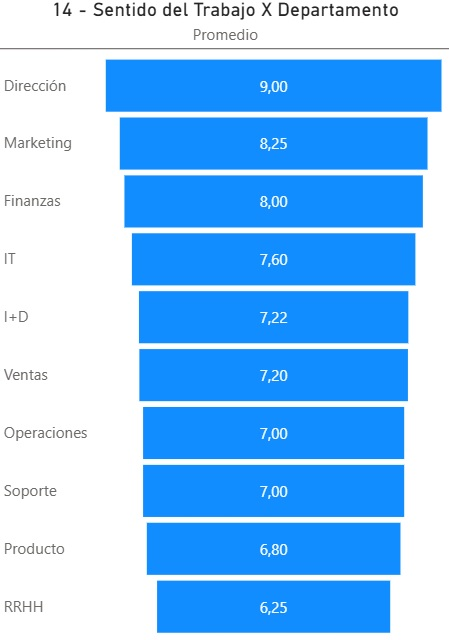 14 - Sentido del Trabajo X Departamento
Promedio
Dirección 9,00
Marketing 8,25
Finanzas 8,00
IT 7,60
I+D 7,22
Ventas 7,20
Operaciones 7,00
Soporte 7,00
Producto 6,80
RRHH 6,25